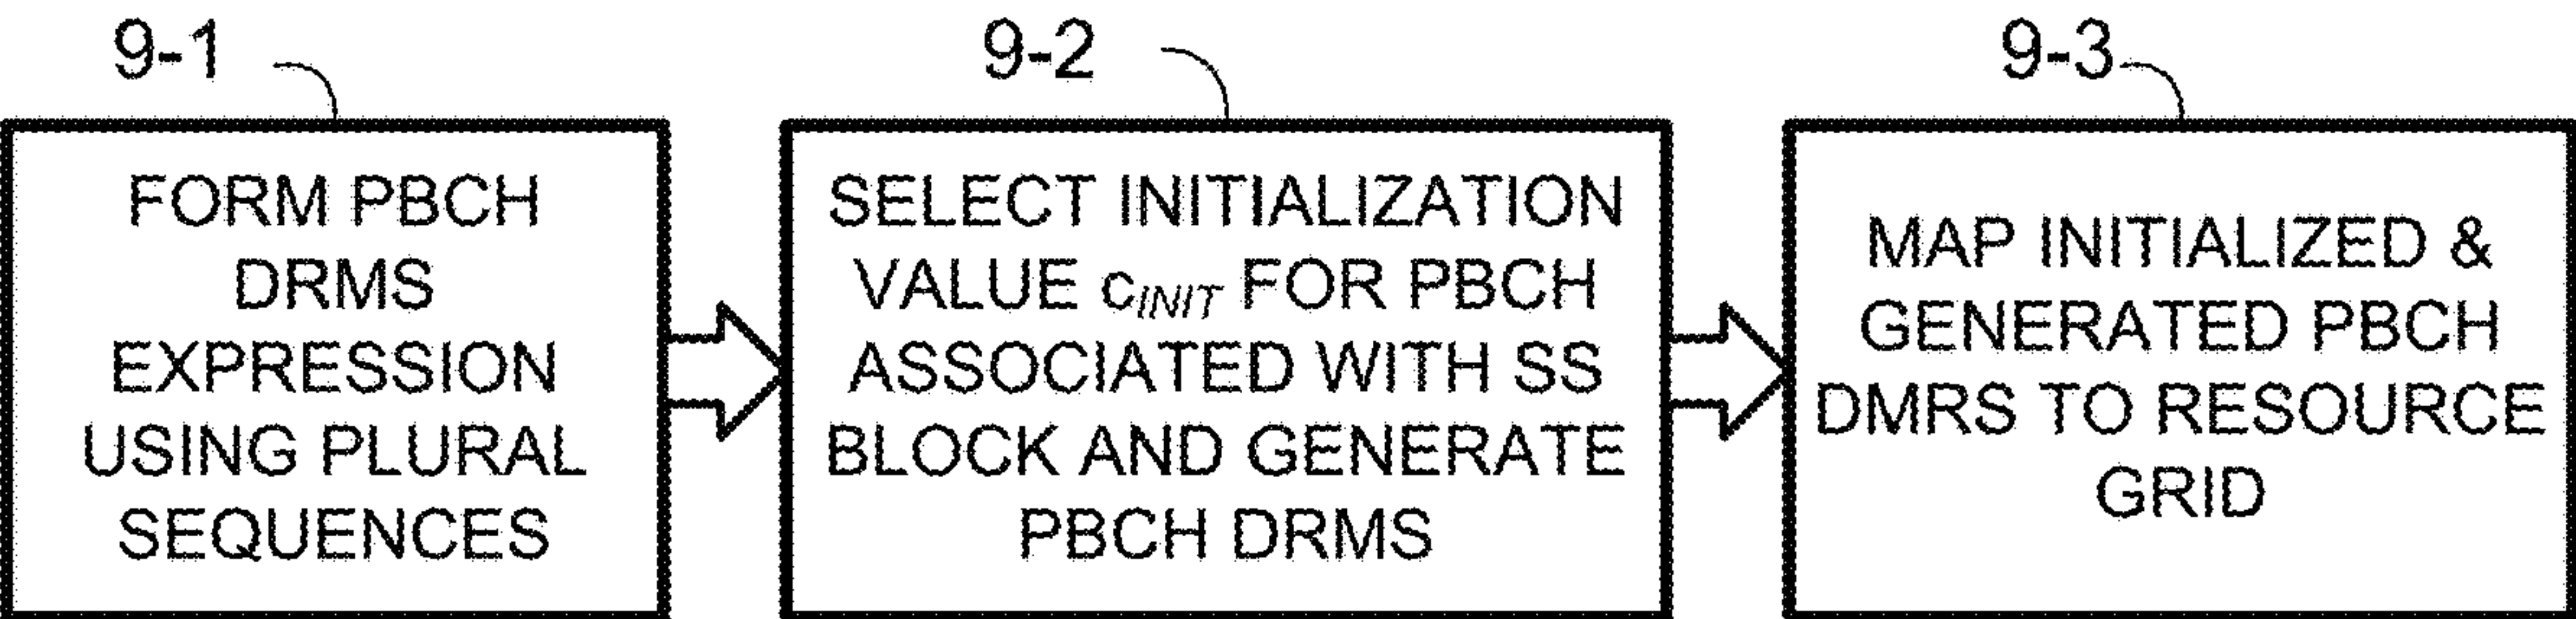 9-1
FORM PBCH
DRMS
EXPRESSION
USING PLURAL
SEQUENCES
9-2
SELECT INITIALIZATION
VALUE cINIT FOR PBCH
ASSOCIATED WITH SS
BLOCK AND GENERATE
PBCH DRMS
9-3
MAP INITIALIZED &
GENERATED PBCH
DMRS TO RESOURCE
GRID